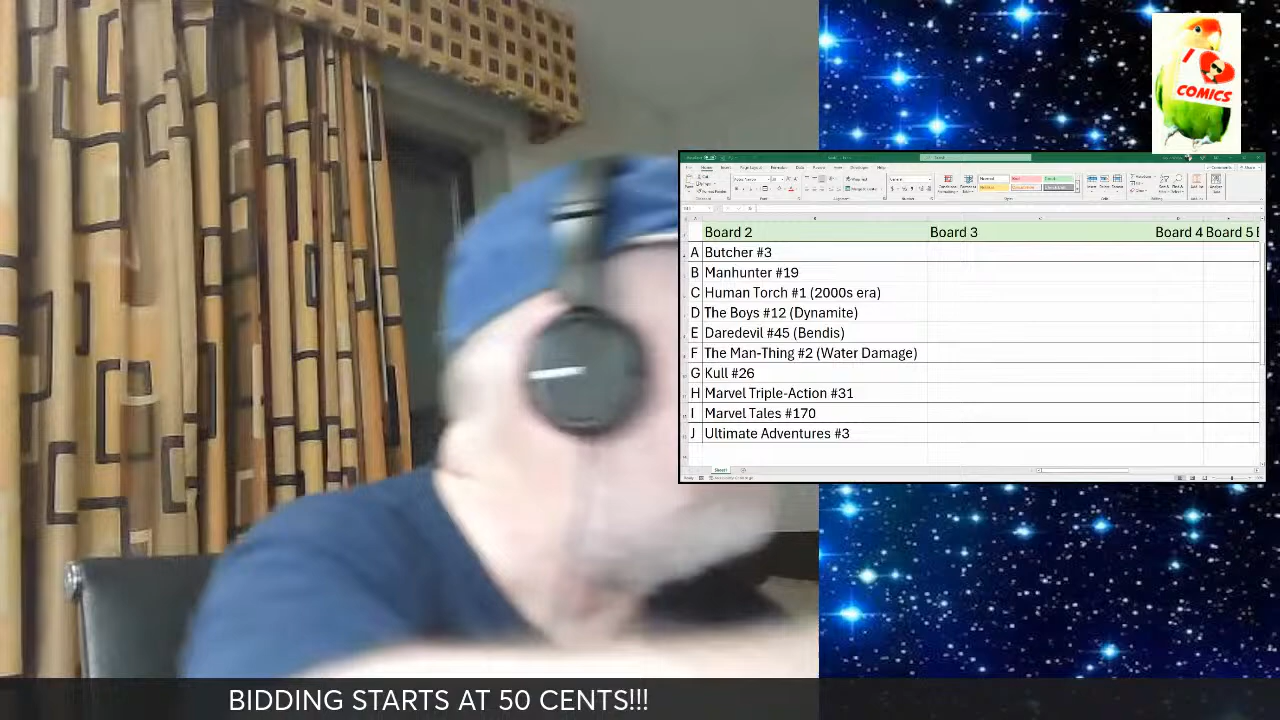 COMICS
Board 2 Board 3 Board 4 Board 5
A Butcher #3
B Manhunter #19
C Human Torch #1 (2000s era)
D The Boys #12 (Dynamite)
E Daredevil #45 (Bendis)
F The Man-Thing #2 (Water Damage)
G Kull #26
H Marvel Triple-Action #31
I Marvel Tales #170
J Ultimate Adventures #3
BIDDING STARTS AT 50 CENTS!!!